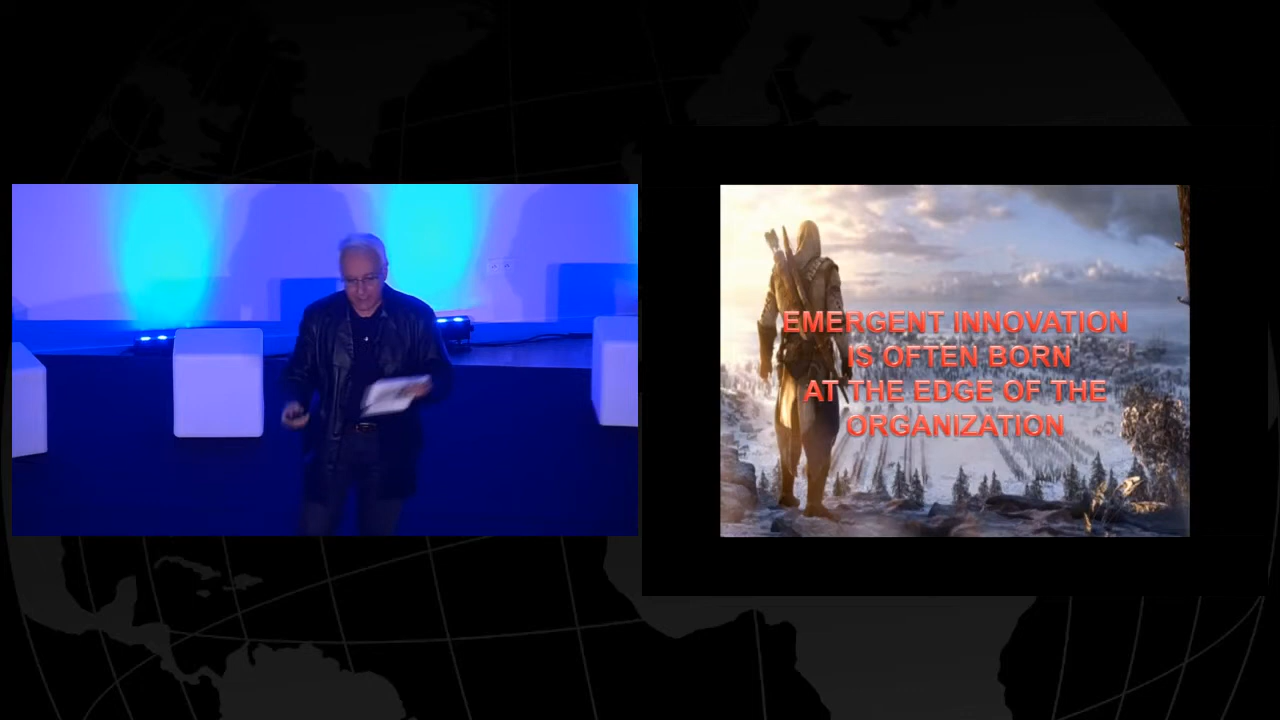 EMERGENT INNOVATION
IS OFTEN BORN
AT THE EDGE OF THE
ORGANIZATION